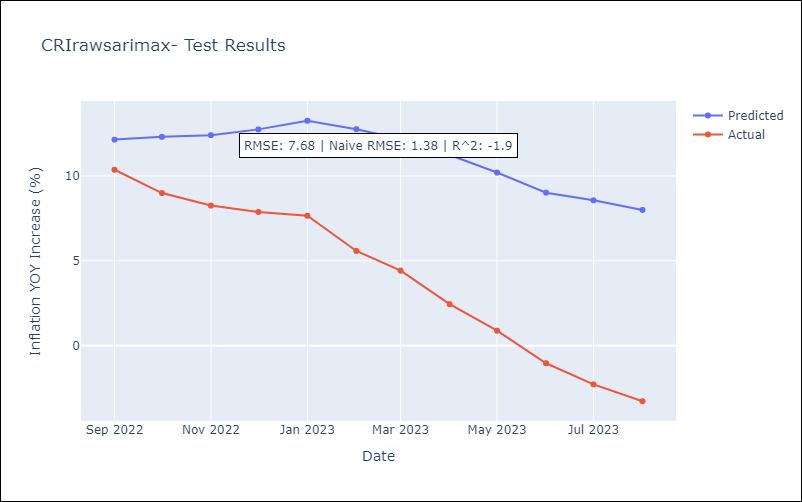 CRIrawsarimax- Test Results
Predicted
Actual
RMSE: 7.68 | Naive RMSE: 1.38 | R^2: -1.9
Inflation YOY Increase (%)
10
5
0
Sep 2022 Nov 2022 Jan 2023 Mar 2023 May 2023 Jul 2023
Date